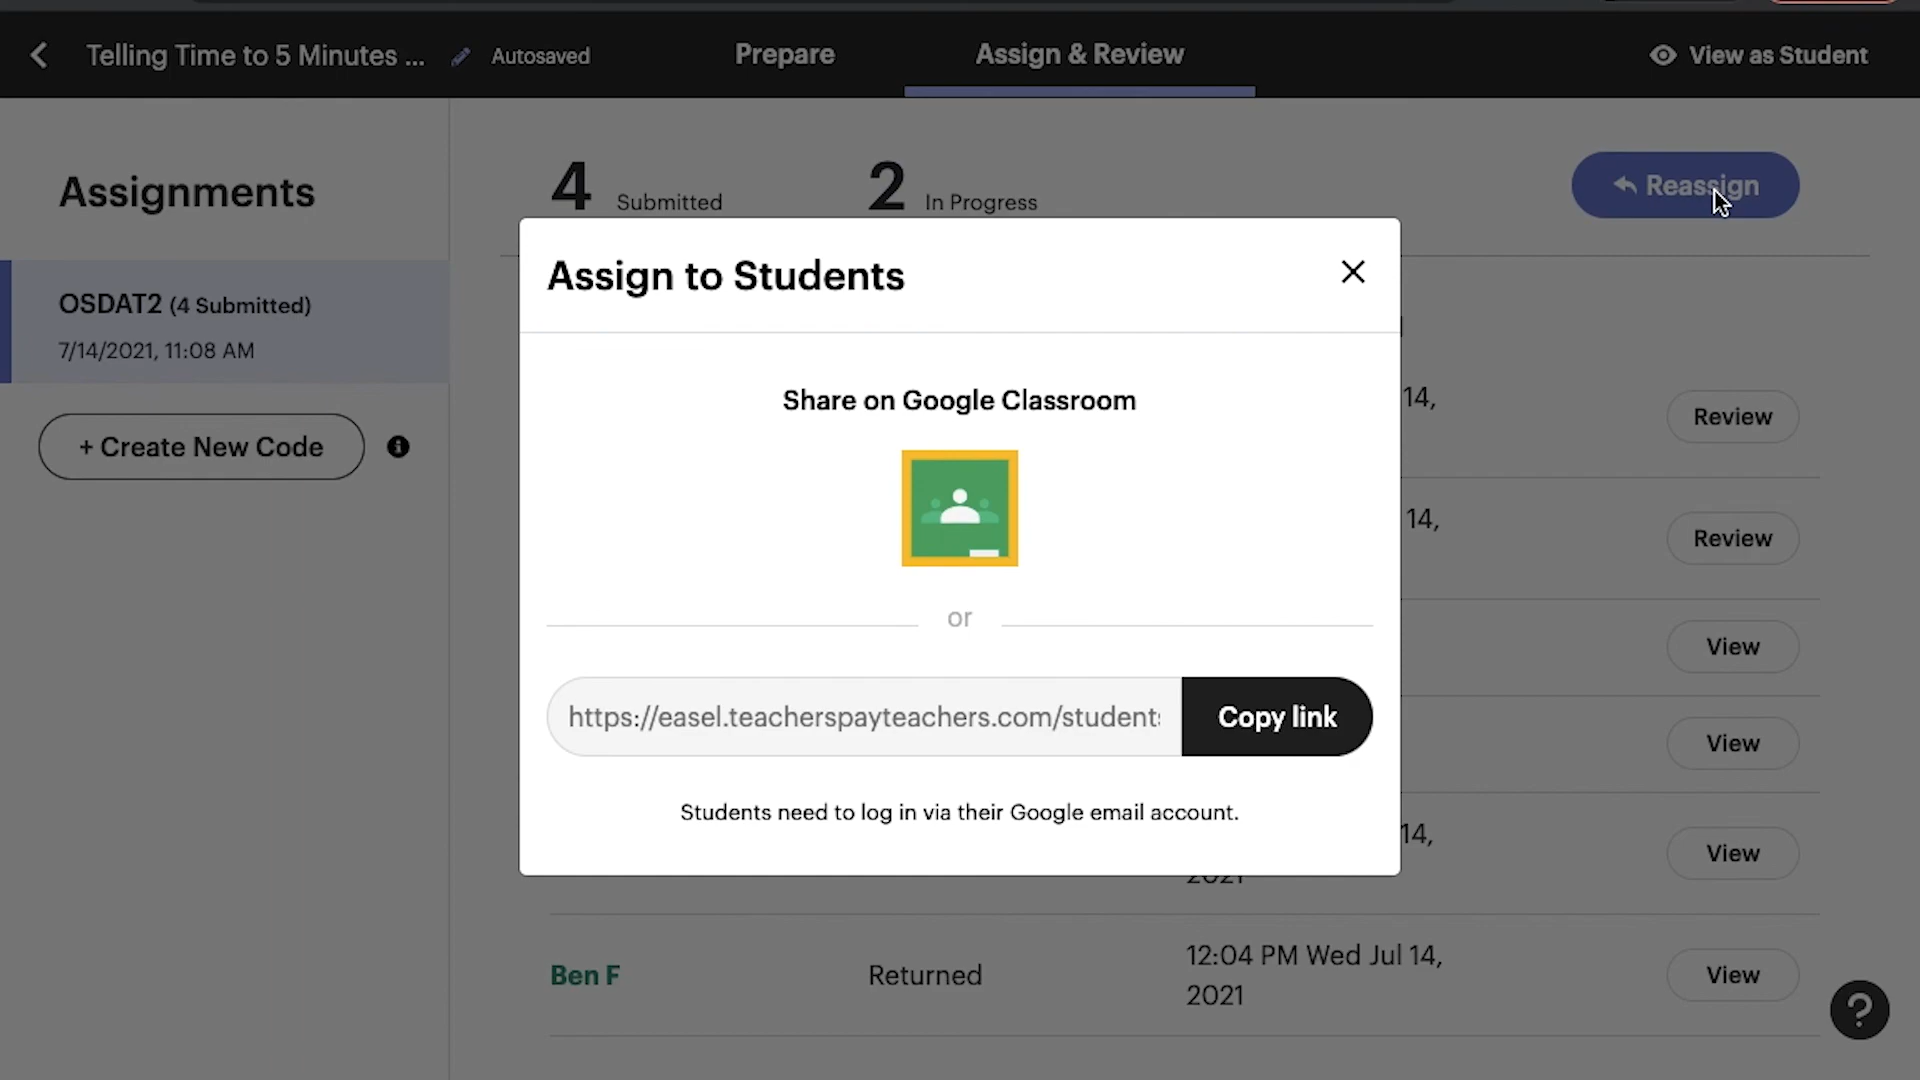 Telling Time to 5 Minutes ...
Autosaved
Prepare
Assign & Review
View as Student
Assignments
4 Submitted
2 In Progress
Reassign
OSDAT2 (4 Submitted)
7/14/2021, 11:08 AM
+ Create New Code
Assign to Students
Share on Google Classroom
or
https://easel.teacherspayteachers.com/student
Copy link
Students need to log in via their Google email account.
14,
Review
14,
Review
View
View
14,
2021
View
Ben F
Returned
12:04 PM Wed Jul 14,
2021
View
?